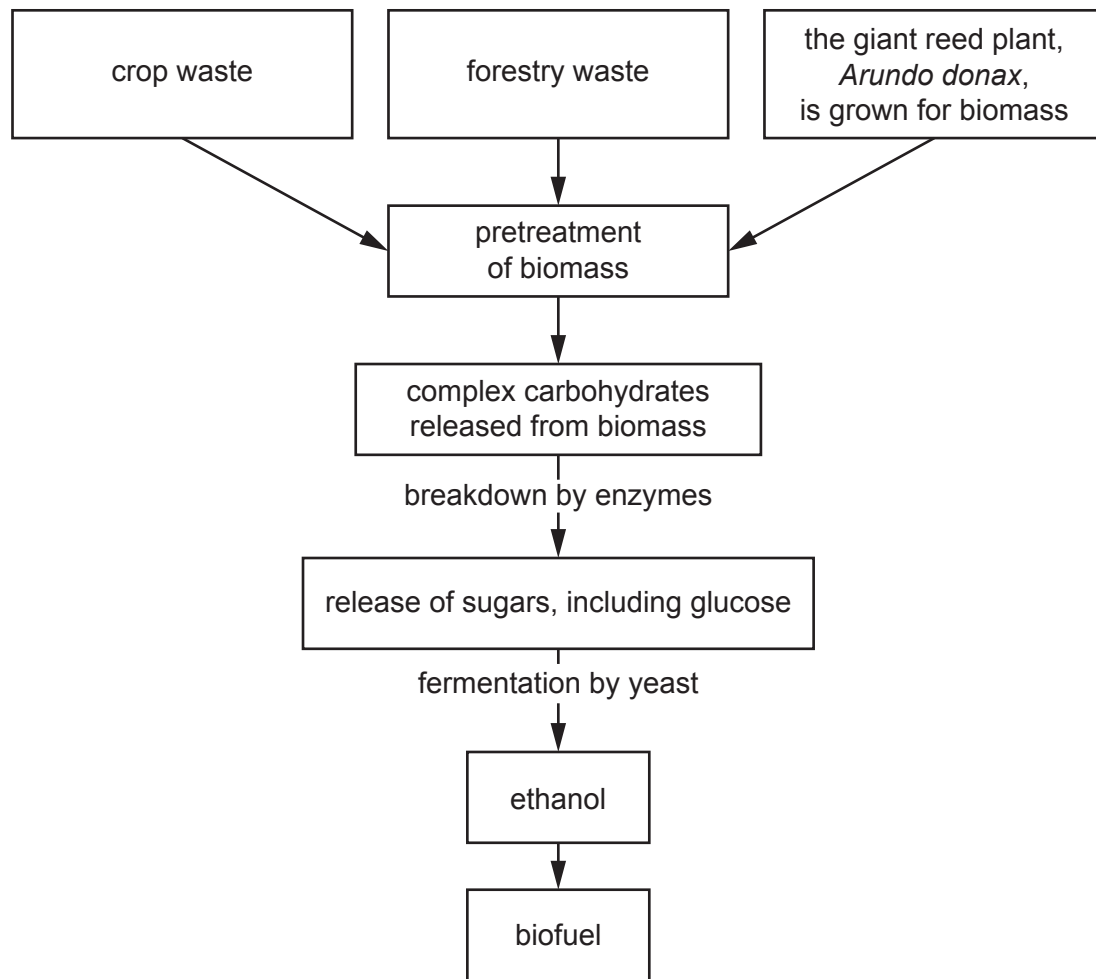 crop waste
forestry waste
the giant reed plant,
Arundo donax,
is grown for biomass
pretreatment
of biomass
complex carbohydrates
released from biomass
breakdown by enzymes
release of sugars, including glucose
fermentation by yeast
ethanol
biofuel